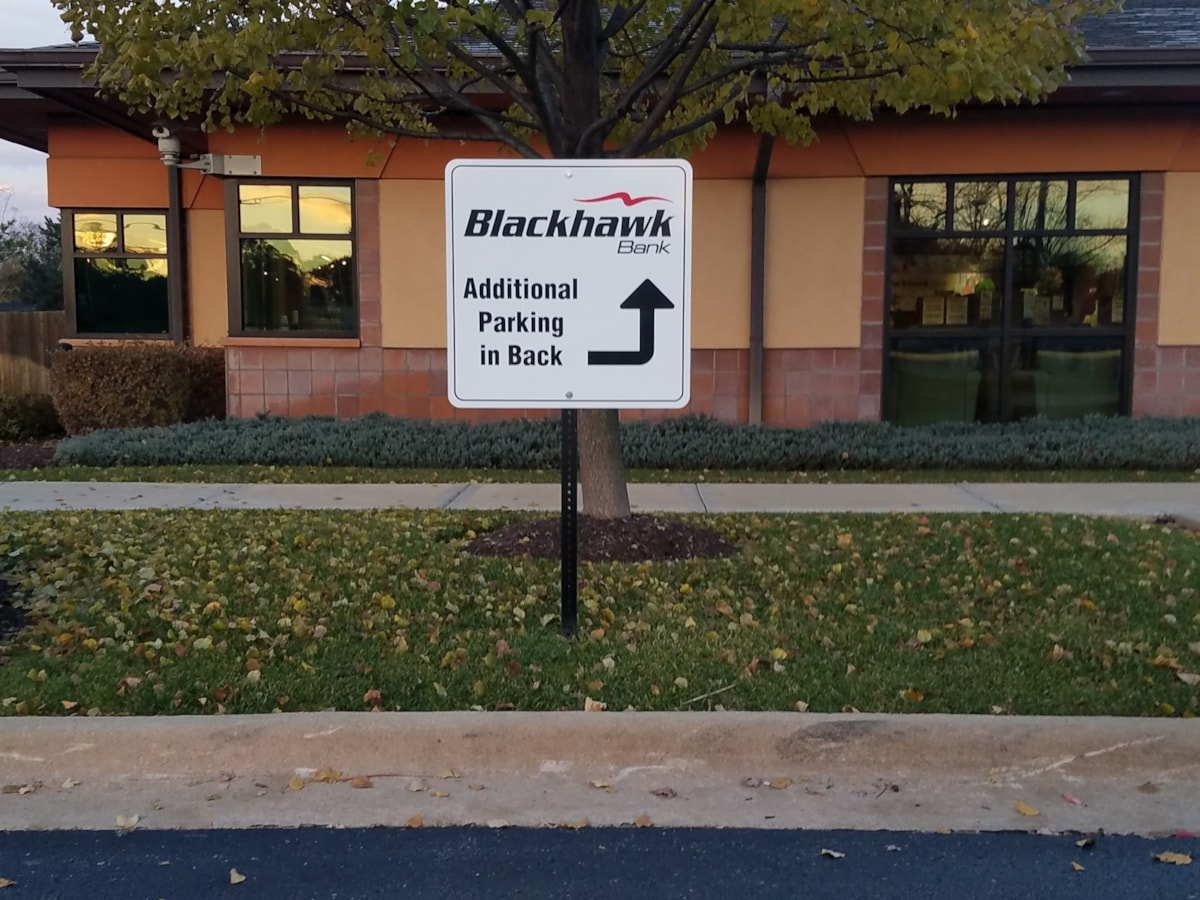 Blackhawk
Bank
Additional
Parking
in Back